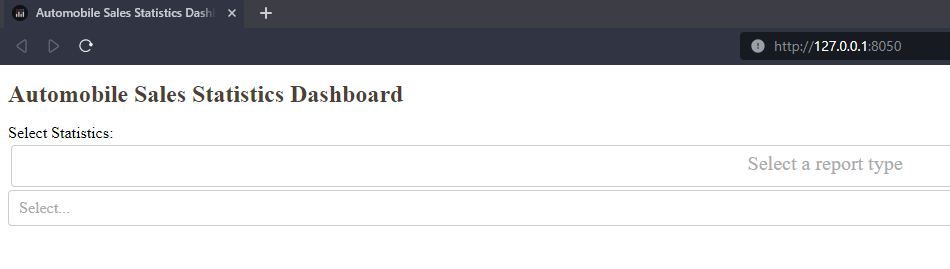 Automobile Sales Statistics Dash
http://127.0.0.1:8050
Automobile Sales Statistics Dashboard
Select Statistics:
Select a report type
Select...